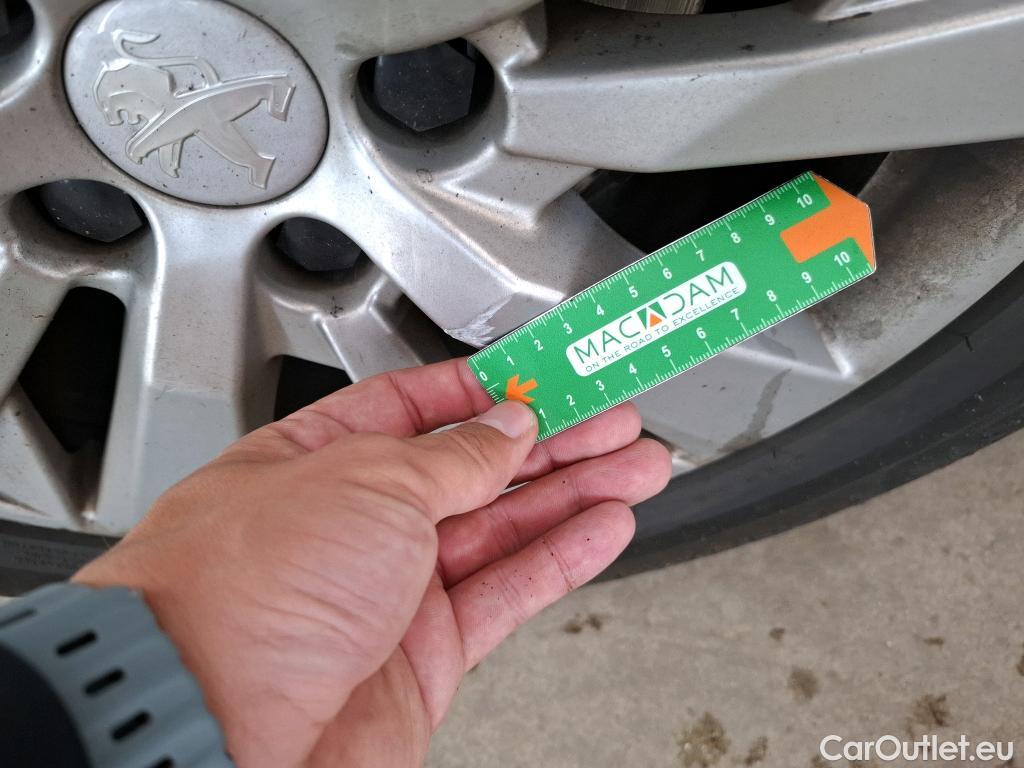 0 1 2 3 4 5 6 7 8 9 10
MACADAM
ON THE ROAD TO EXCELLENCE
1 2 3 4 5 6 7 8 9 10
CarOutlet.eu